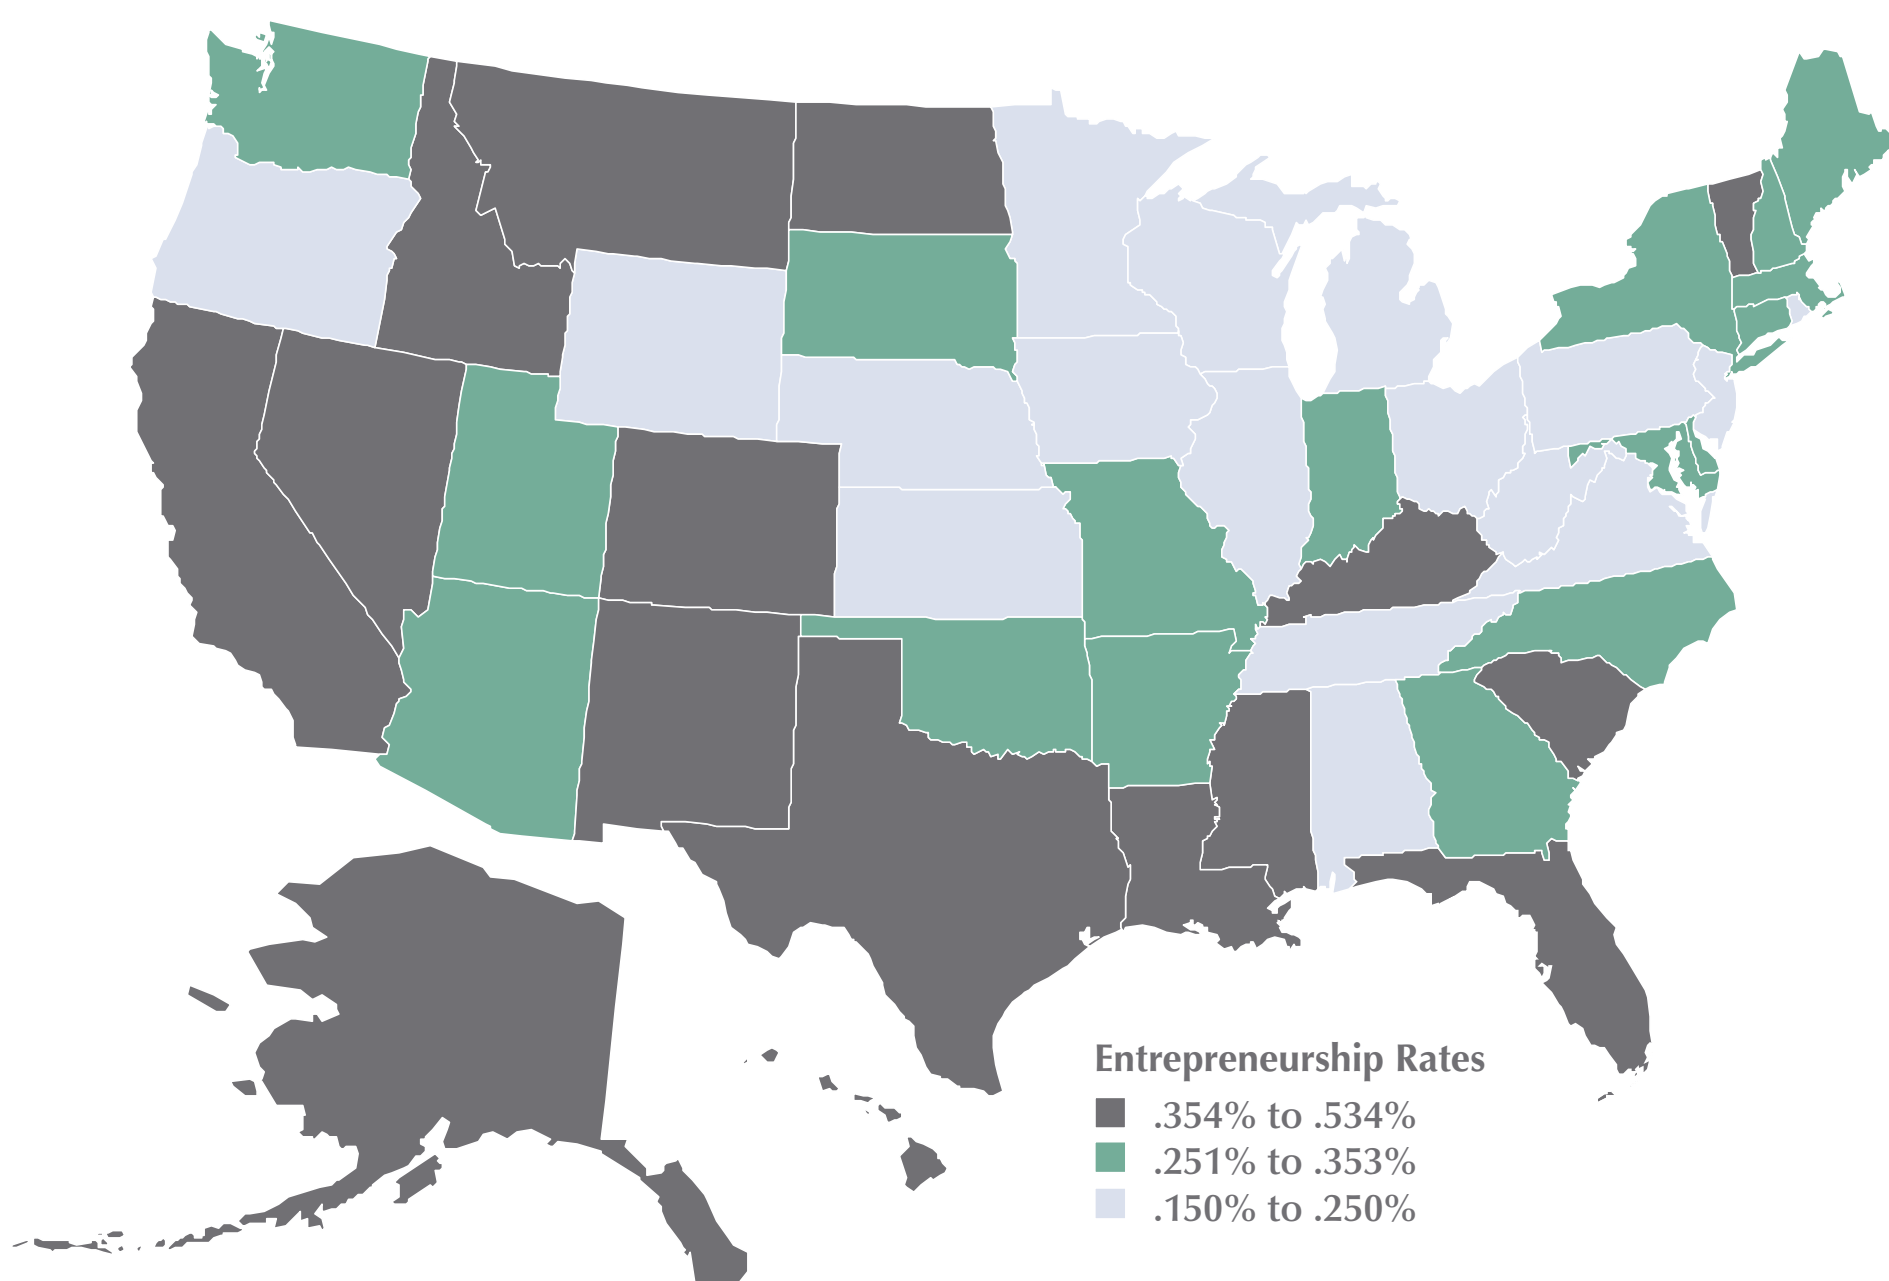 Entrepreneurship Rates
.354% to .534%
.251% to .353%
.150% to .250%